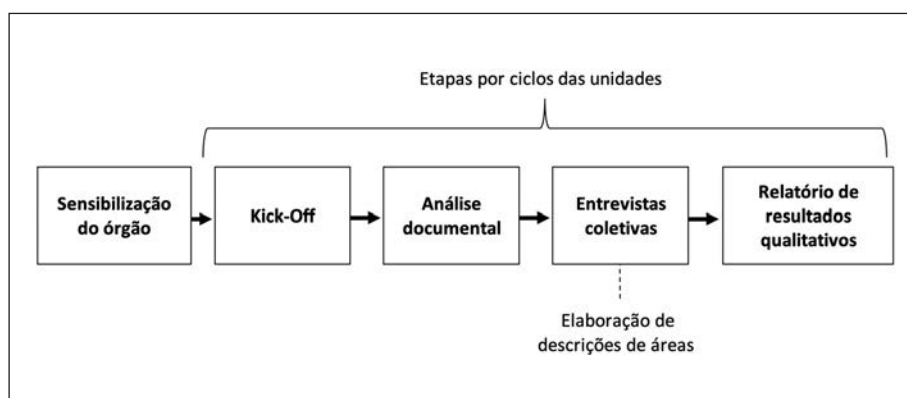 Etapas por ciclos das unidades
Sensibilização
do órgão
Kick-Off
Análise
documental
Entrevistas
coletivas
Relatório de
resultados
qualitativos
Elaboração de
descrições de áreas